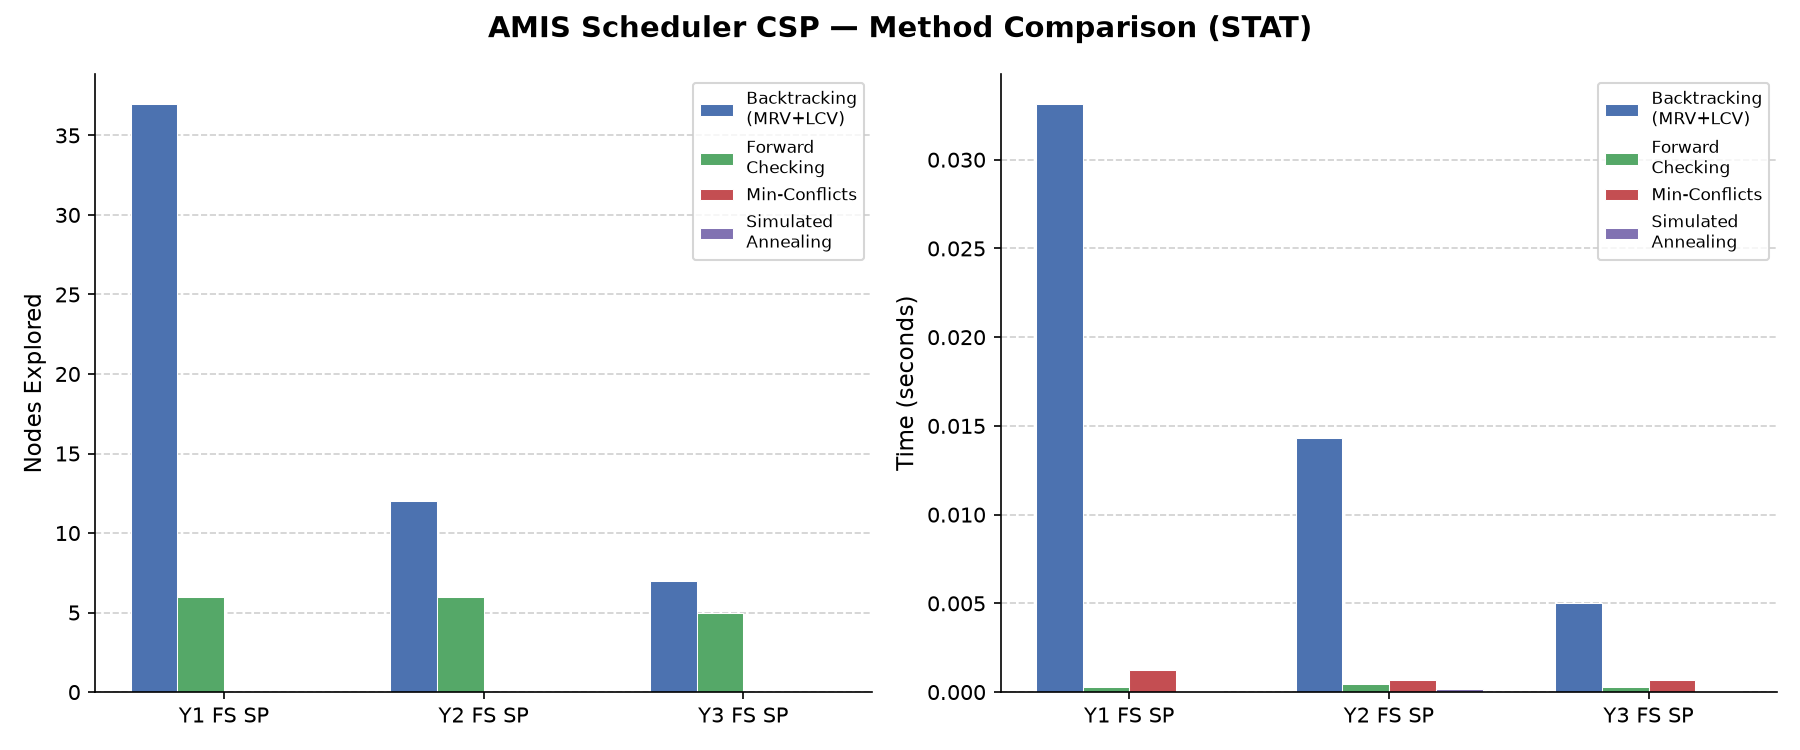 AMIS Scheduler CSP — Method Comparison (STAT)
Nodes Explored
35
30
25
20
15
10
5
0
Y1 FS SP
Y2 FS SP
Y3 FS SP
Backtracking
(MRV+LCV)
Forward
Checking
Min-Conflicts
Simulated
Annealing
Time (seconds)
0.030
0.025
0.020
0.015
0.010
0.005
0.000
Y1 FS SP
Y2 FS SP
Y3 FS SP
Backtracking
(MRV+LCV)
Forward
Checking
Min-Conflicts
Simulated
Annealing